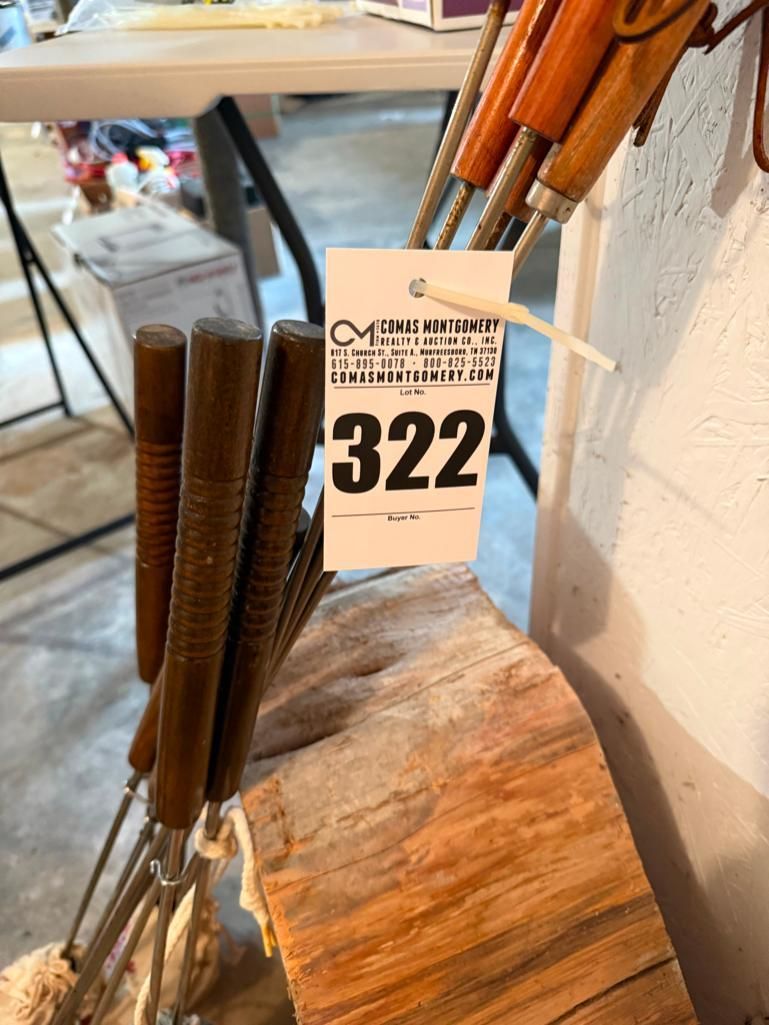 COMAS MONTGOMERY
REALTY & AUCTION CO., INC.
817 S. CHURCH ST., SUITE A., MURFREESBORO, TN 37130
615-895-0078 · 800-825-5523
COMASMONTGOMERY.COM
Lot No.
322
Buyer No.